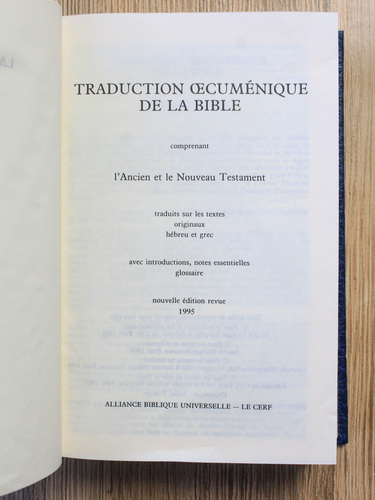 TRADUCTION ŒCUMÉNIQUE
DE LA BIBLE
comprenant
l'Ancien et le Nouveau Testament
traduits sur les textes
originaux
hébreu et grec
avec introductions, notes essentielles
glossaire
nouvelle édition revue
1995
ALLIANCE BIBLIQUE UNIVERSELLE — LE CERF